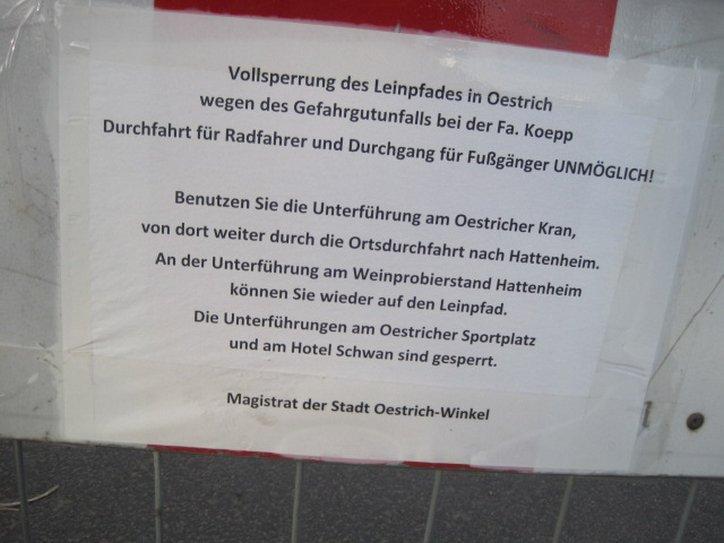 Vollsperrung des Leinpfades in Oestrich
wegen des Gefahrgutunfalls bei der Fa. Koepp
Durchfahrt für Radfahrer und Durchgang für Fußgänger UNMÖGLICH!
Benutzen Sie die Unterführung am Oestricher Kran,
von dort weiter durch die Ortsdurchfahrt nach Hattenheim.
An der Unterführung am Weinprobierstand Hattenheim
können Sie wieder auf den Leinpfad.
Die Unterführungen am Oestricher Sportplatz
und am Hotel Schwan sind gesperrt.
Magistrat der Stadt Oestrich-Winkel